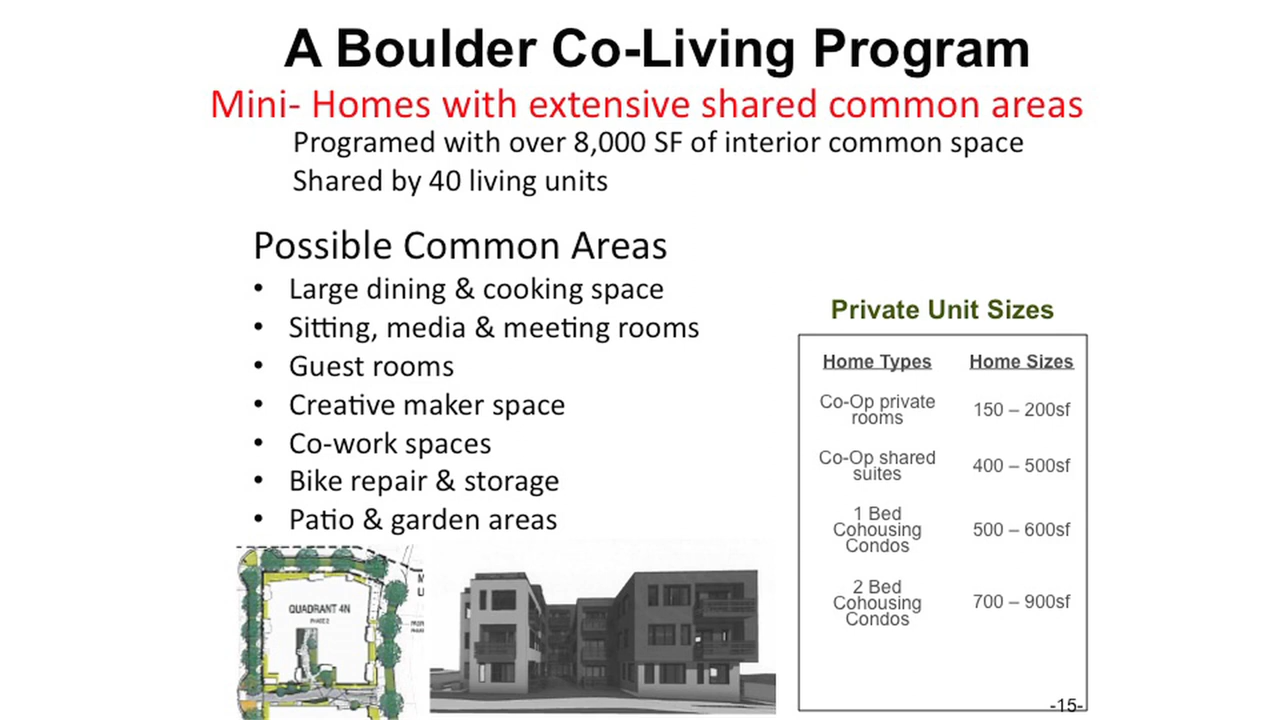 A Boulder Co-Living Program
Mini- Homes with extensive shared common areas
Programed with over 8,000 SF of interior common space
Shared by 40 living units
Possible Common Areas
• Large dining & cooking space
• Sitting, media & meeting rooms
• Guest rooms
• Creative maker space
• Co-work spaces
• Bike repair & storage
• Patio & garden areas
Private Unit Sizes
Home Types Home Sizes
Co-Op private
rooms
150 – 200sf
Co-Op shared
suites
400 – 500sf
1 Bed
Cohousing
Condos
500 – 600sf
2 Bed
Cohousing
Condos
700 – 900sf
QUADRANT 4N
PHASE 2
-15-